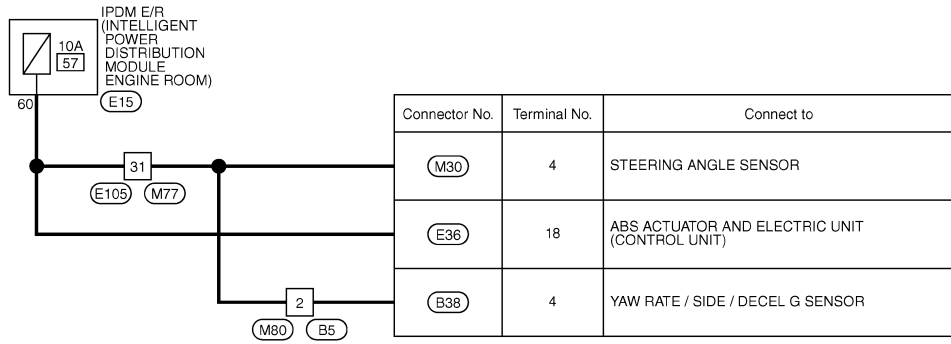 IPDM E/R
(INTELLIGENT
POWER
DISTRIBUTION
MODULE
ENGINE ROOM)
10A
57
60
E15
Connector No. Terminal No. Connect to
31
E105 M77
M30 4 STEERING ANGLE SENSOR
E36 18 ABS ACTUATOR AND ELECTRIC UNIT
(CONTROL UNIT)
2
M80 B5
B38 4 YAW RATE / SIDE / DECEL G SENSOR